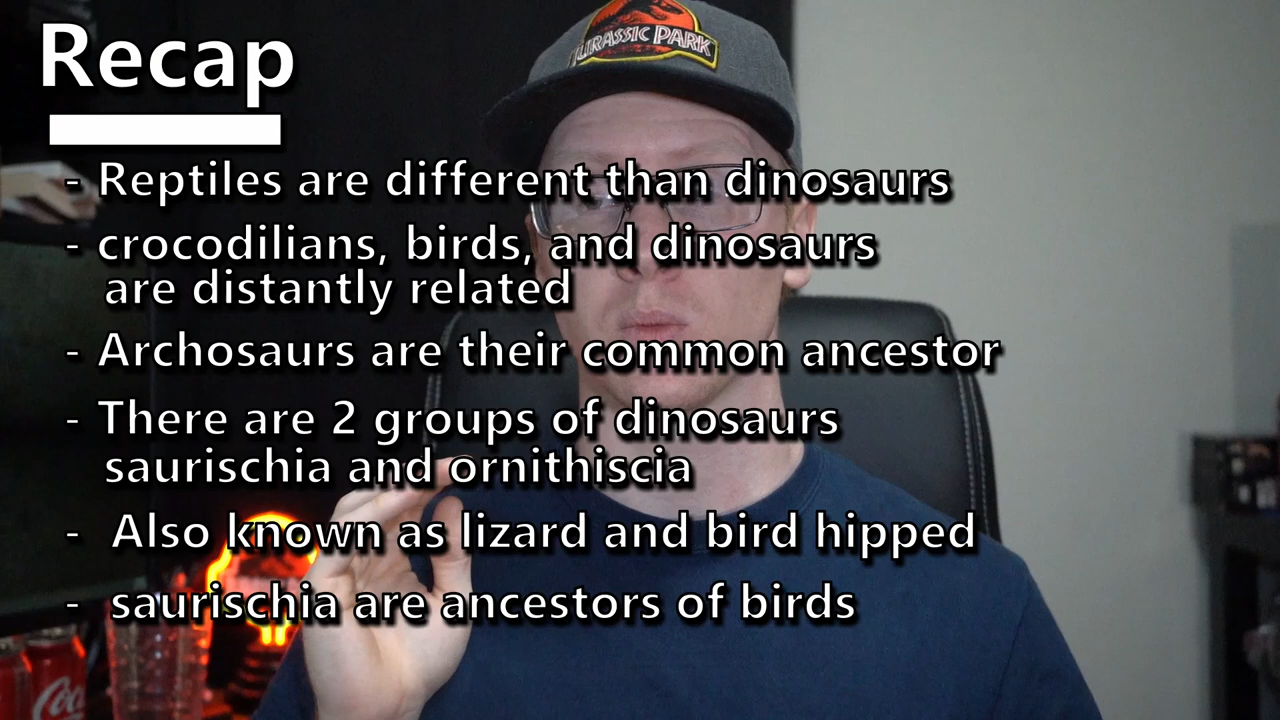 JURASSIC PARK
Recap
- Reptiles are different than dinosaurs
- crocodilians, birds, and dinosaurs
are distantly related
- Archosaurs are their common ancestor
- There are 2 groups of dinosaurs
saurischia and ornithiscia
- Also known as lizard and bird hipped
- saurischia are ancestors of birds